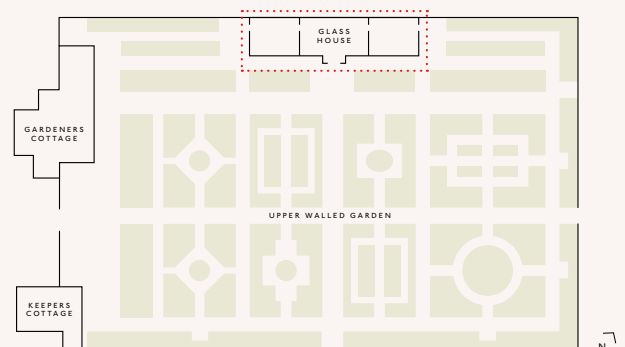 GLASS
HOUSE
GARDENERS
COTTAGE
UPPER WALLED GARDEN
KEEPERS
COTTAGE
N